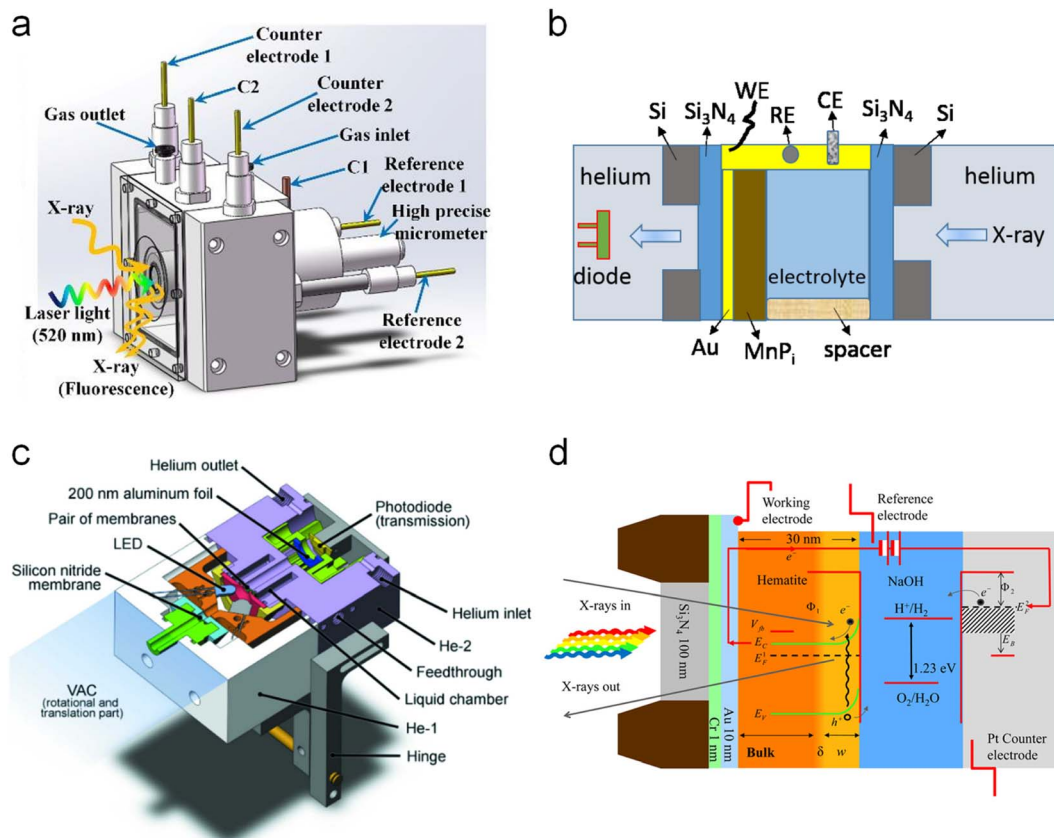 a
Counter
electrode 1
C2
Counter
electrode 2
Gas outlet
Gas inlet
C1
Reference
electrode 1
High precise
micrometer
X-ray
Laser light
(520 nm)
X-ray
(Fluorescence)
Reference
electrode 2
b
Si
Si3N4
WE
RE
CE
Si3N4
Si
helium
helium
X-ray
diode
electrolyte
Au
MnPi
spacer
c
Helium outlet
200 nm aluminum foil
Pair of membranes
LED
Silicon nitride
membrane
Photodiode
(transmission)
Helium inlet
He-2
Feedthrough
Liquid chamber
He-1
Hinge
VAC
(rotational and
translation part)
d
Working
electrode
Reference
electrode
30 nm
e-
Hematite
NaOH
Φ1
e-
H+/H2
e-
Φ2
X-rays in
Vfb
EC
EF1
EF2
EB
1.23 eV
X-rays out
O2/H2O
EV
h+
Si3N4 100 nm
Cr 1 nm
Au 10 nm
Bulk
δ
w
Pt Counter
electrode